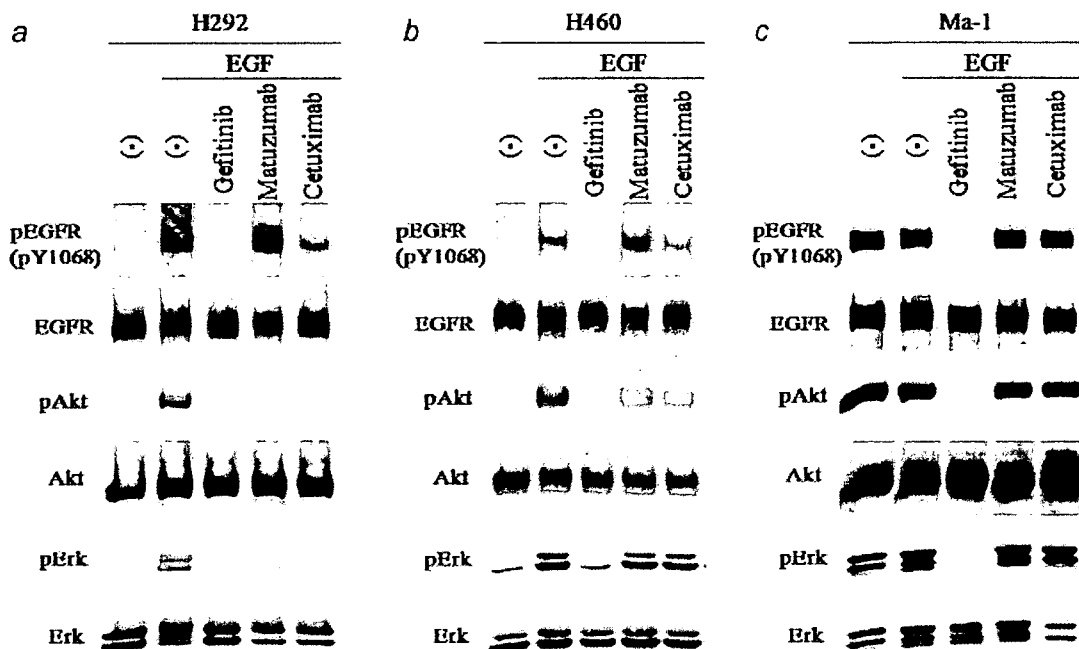 a
H292
EGF
(-)
(-)
Gefitinib
Matuzumab
Cetuximab
pEGFR
(pY1068)
EGFR
pAkt
Akt
pErk
Erk
b
H460
EGF
(-)
(-)
Gefitinib
Matuzumab
Cetuximab
pEGFR
(pY1068)
EGFR
pAkt
Akt
pErk
Erk
c
Ma-1
EGF
(-)
(-)
Gefitinib
Matuzumab
Cetuximab
pEGFR
(pY1068)
EGFR
pAkt
Akt
pErk
Erk